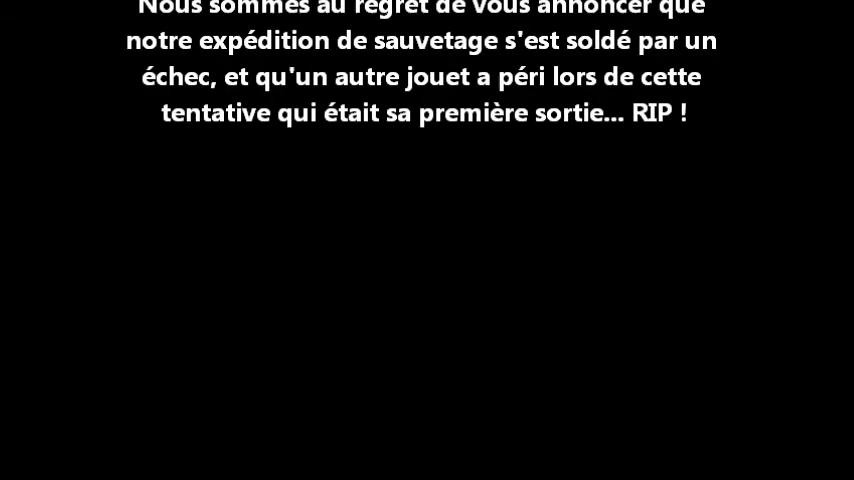 Nous sommes au regret de vous annoncer que
notre expédition de sauvetage s'est soldé par un
échec, et qu'un autre jouet a péri lors de cette
tentative qui était sa première sortie... RIP !